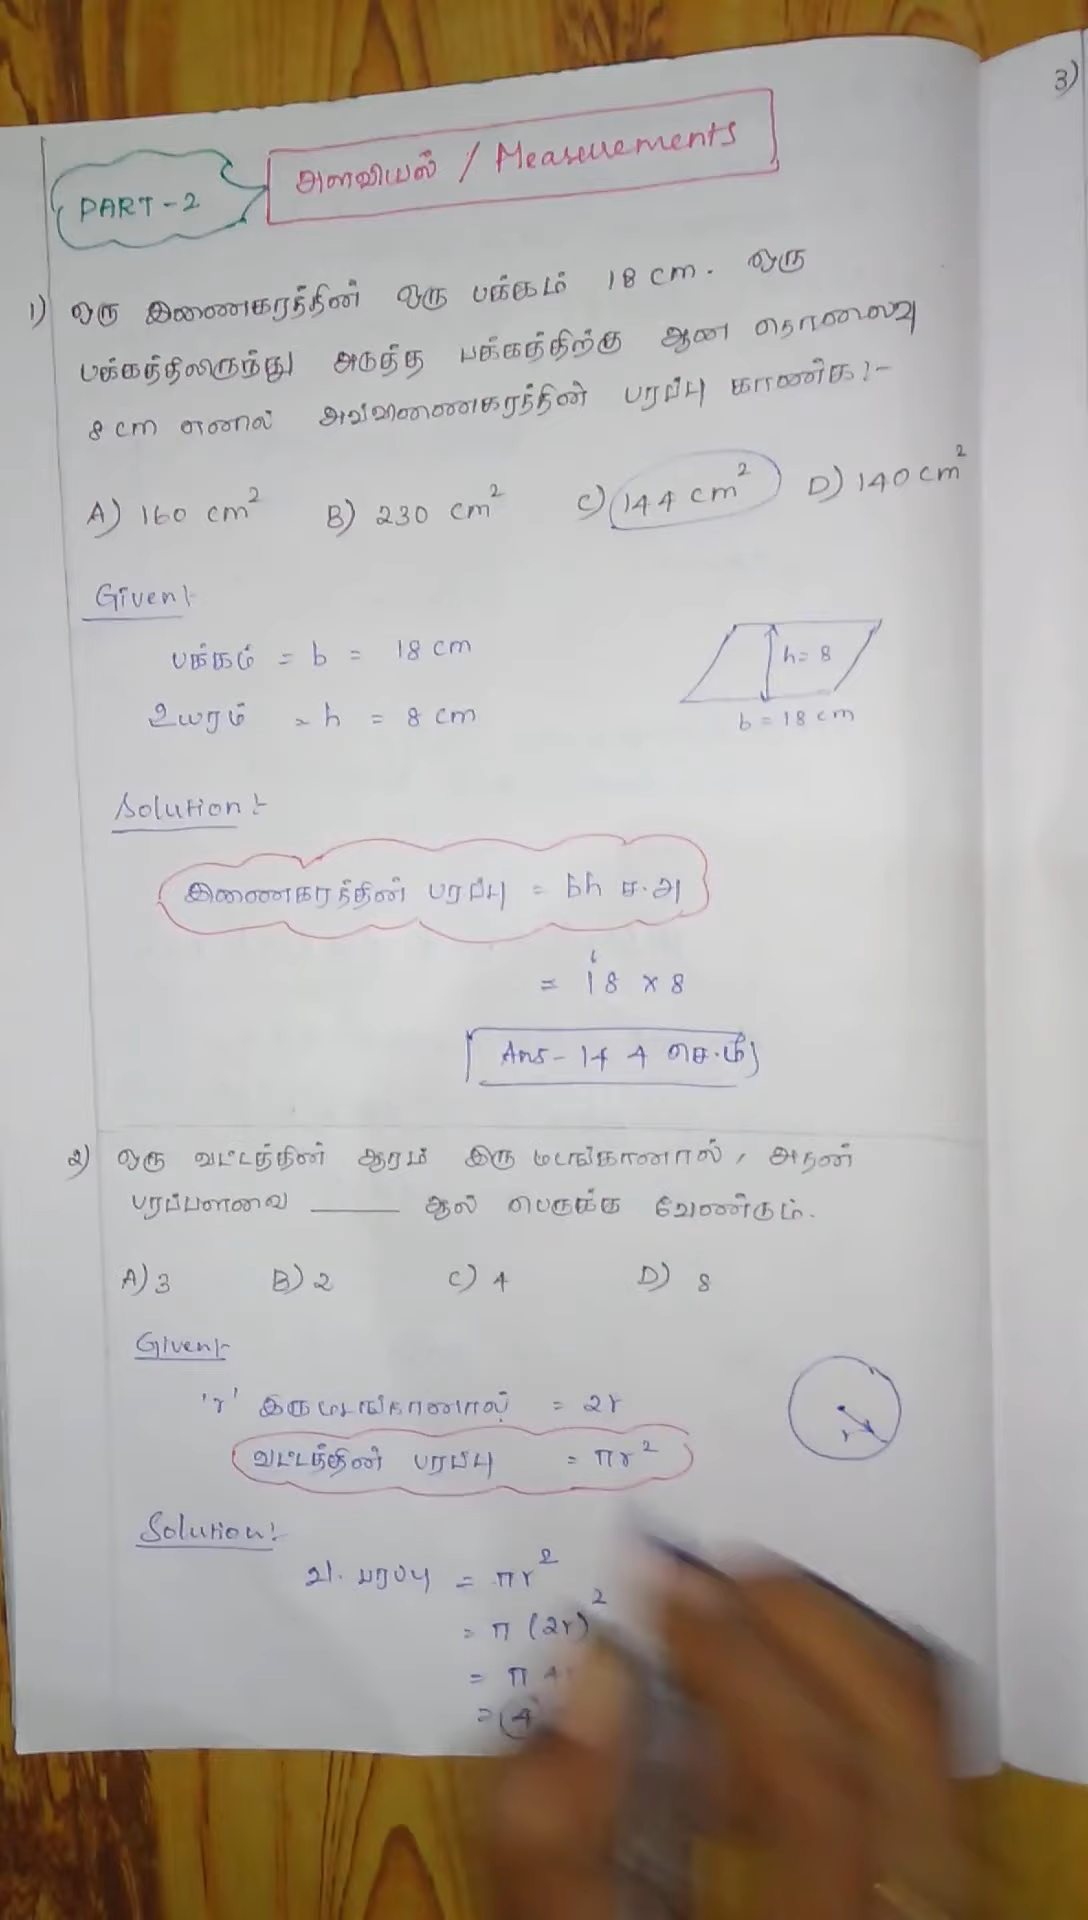 3)
PART-2
அளவியல் / Measurements
1) ஒரு இணைகரத்தின் ஒரு பக்கம் 18 cm. ஒரு
பக்கத்திலிருந்து அடுத்த பக்கத்திற்கு ஆன தொலைவு
8 cm எனில் அவ்விணைகரத்தின் பரப்பு காண்க:-
A) 160 cm² B) 230 cm² C) 144 cm² D) 140 cm²
Given:-
பக்கம் = b = 18 cm
உயரம் = h = 8 cm
h = 8
b = 18 cm
Solution:-
இணைகரத்தின் பரப்பு = bh ச.அ
= 18 × 8
Ans - 144 செ.மீ
2) ஒரு வட்டத்தின் ஆரம் இரு மடங்கானால், அதன்
பரப்பளவை ______ ஆல் பெருக்க வேண்டும்.
A) 3 B) 2 C) 4 D) 8
Given:-
'r' இருமடங்கானால் = 2r
வட்டத்தின் பரப்பு = πr²
r
Solution:-
வ. பரப்பு = πr²
= π (2r)²
= π 4
= 4